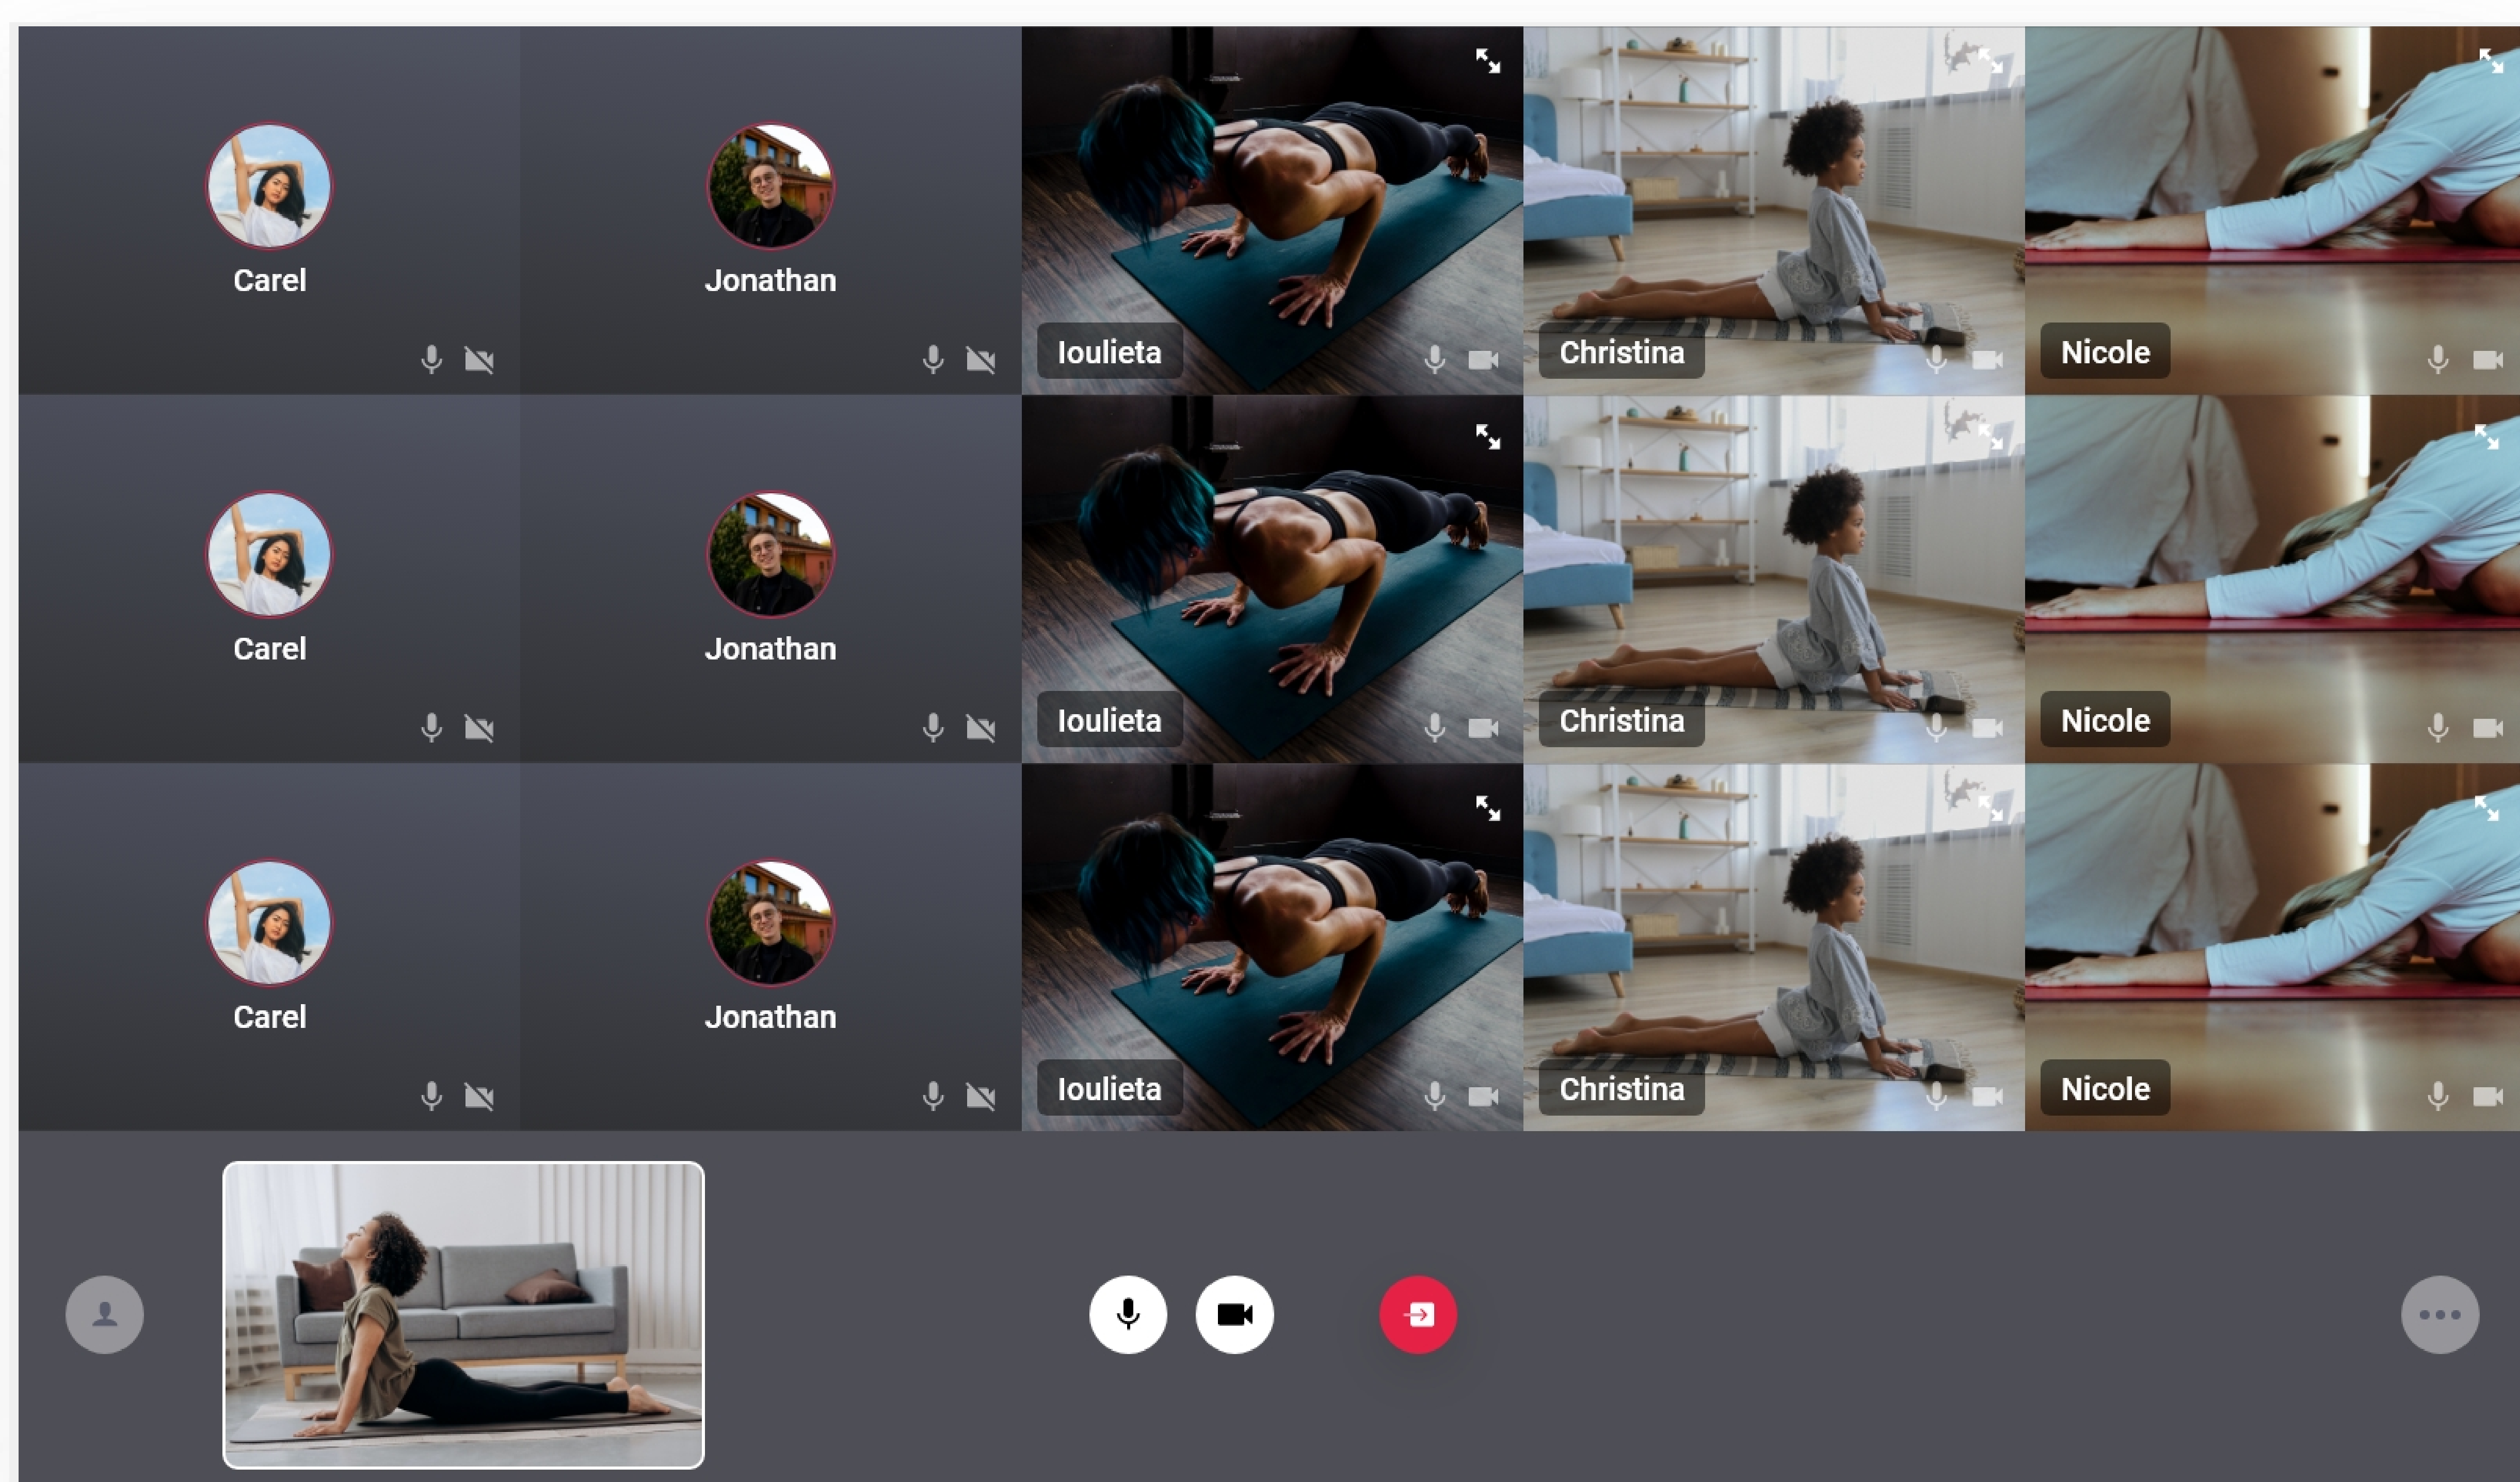 Carel
Jonathan
Ioulieta
Christina
Nicole
Carel
Jonathan
Ioulieta
Christina
Nicole
Carel
Jonathan
Ioulieta
Christina
Nicole